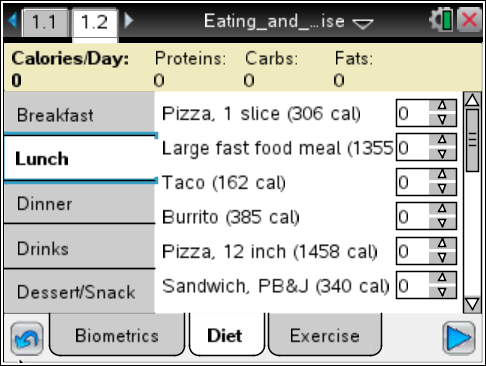 1.1 1.2 Eating_and_...ise
Calories/Day: Proteins: Carbs: Fats:
0 0 0 0
Breakfast
Lunch
Dinner
Drinks
Dessert/Snack
Pizza, 1 slice (306 cal) 0
Large fast food meal (1355 0
Taco (162 cal) 0
Burrito (385 cal) 0
Pizza, 12 inch (1458 cal) 0
Sandwich, PB&J (340 cal) 0
Biometrics Diet Exercise